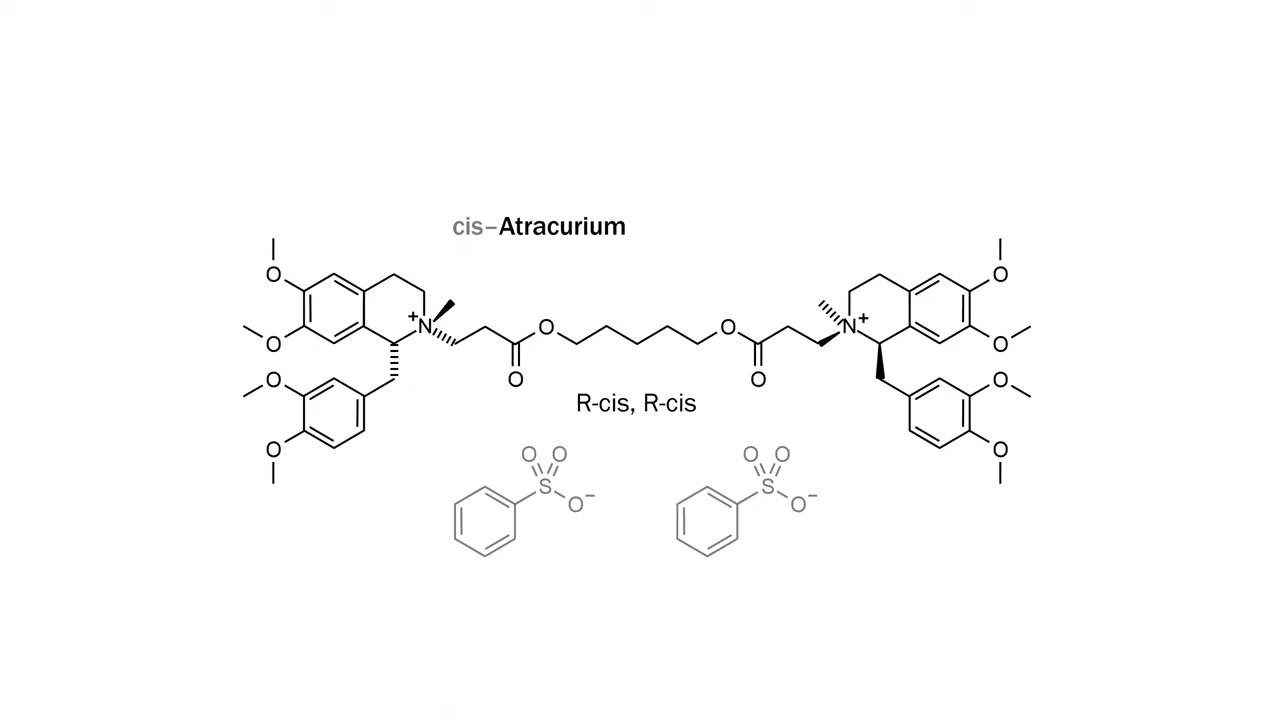 cis–Atracurium
O O
+ +
N N
O O O O
O O
O O O O
R-cis, R-cis
O O
O O O O
S S
O− O−